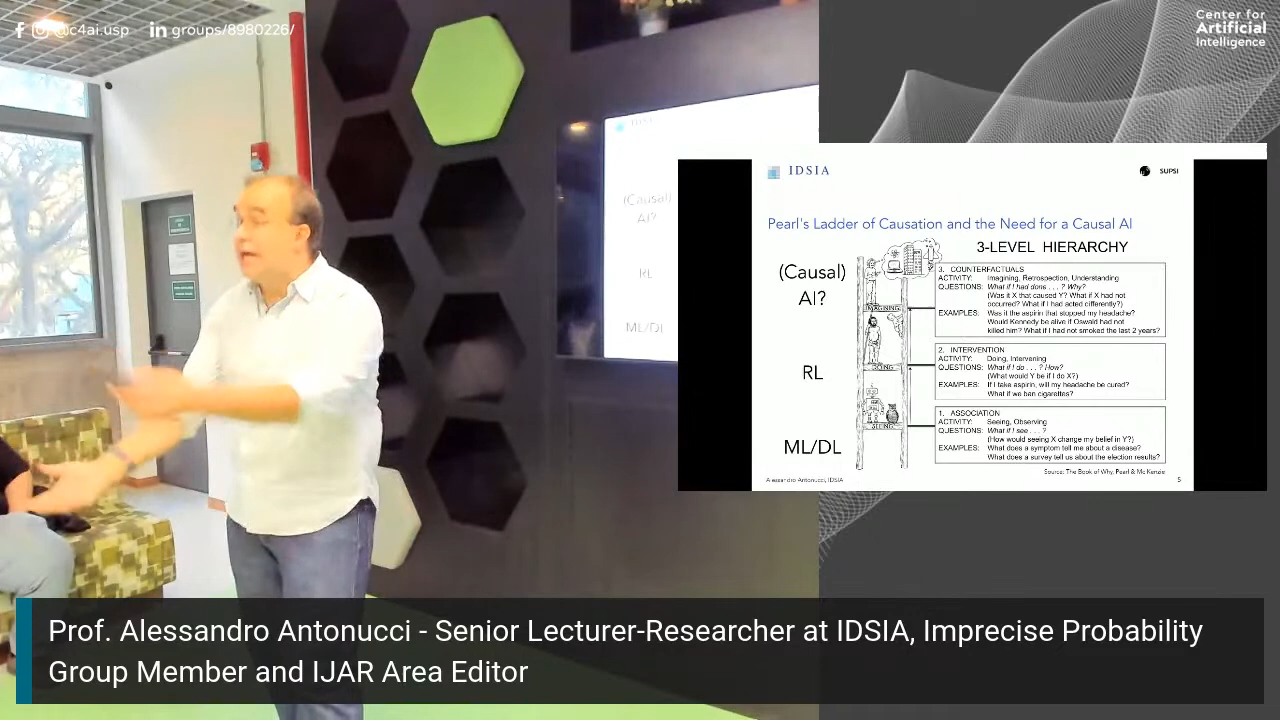 @c4ai.usp
groups/8980226/
Center for
Artificial
Intelligence
(Causal)
AI?
RL
ML/DL
IDSIA
SUPSI
Pearl's Ladder of Causation and the Need for a Causal AI
3-LEVEL HIERARCHY
(Causal)
AI?
RL
ML/DL
IMAGINING
DOING
SEEING
3. COUNTERFACTUALS
ACTIVITY: Imagining, Retrospection, Understanding
QUESTIONS: What if I had done . . . ? Why?
(Was it X that caused Y? What if X had not
occurred? What if I had acted differently?)
EXAMPLES: Was it the aspirin that stopped my headache?
Would Kennedy be alive if Oswald had not
killed him? What if I had not smoked the last 2 years?
2. INTERVENTION
ACTIVITY: Doing, Intervening
QUESTIONS: What if I do . . . ? How?
(What would Y be if I do X?)
EXAMPLES: If I take aspirin, will my headache be cured?
What if we ban cigarettes?
1. ASSOCIATION
ACTIVITY: Seeing, Observing
QUESTIONS: What if I see . . . ?
(How would seeing X change my belief in Y?)
EXAMPLES: What does a symptom tell me about a disease?
What does a survey tell us about the election results?
Source: The Book of Why, Pearl & Mc Kenzie
Alessandro Antonucci, IDSIA
5
Prof. Alessandro Antonucci - Senior Lecturer-Researcher at IDSIA, Imprecise Probability
Group Member and IJAR Area Editor